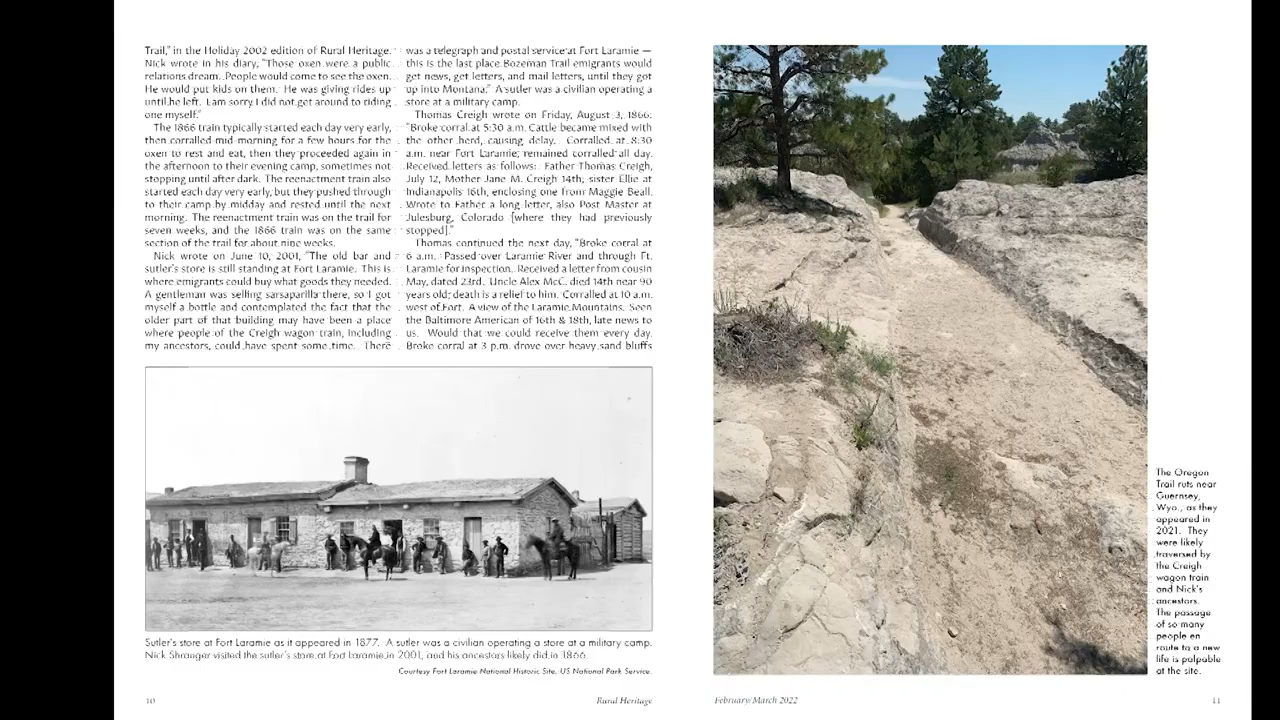 Trail," in the Holiday 2002 edition of Rural Heritage.
Nick wrote in his diary, "Those oxen were a public
relations dream. People would come to see the oxen.
He would put kids on them. He was giving rides up
until he left. I am sorry I did not get around to riding
one myself."
The 1866 train typically started each day very early,
then corralled mid-morning for a few hours for the
oxen to rest and eat, then they proceeded again in
the afternoon to their evening camp, sometimes not
stopping until after dark. The reenactment train also
started each day very early, but they pushed through
to their camp by midday and rested until the next
morning. The reenactment train was on the trail for
seven weeks, and the 1866 train was on the same
section of the trail for about nine weeks.
Nick wrote on June 10, 2001, "The old bar and
sutler's store is still standing at Fort Laramie. This is
where emigrants could buy what goods they needed.
A gentleman was selling sarsaparilla there, so I got
myself a bottle and contemplated the fact that the
older part of that building may have been a place
where people of the Creigh wagon train, including
my ancestors, could have spent some time. There
was a telegraph and postal service at Fort Laramie —
this is the last place Bozeman Trail emigrants would
get news, get letters, and mail letters, until they got
up into Montana." A sutler was a civilian operating a
store at a military camp.
Thomas Creigh wrote on Friday, August 3, 1866:
"Broke corral at 5:30 a.m. Cattle became mixed with
the other herd, causing delay. Corralled at 8:30
a.m. near Fort Laramie; remained corralled all day.
Received letters as follows: Father Thomas Creigh,
July 12, Mother Jane M. Creigh 14th; sister Ellie at
Indianapolis 16th, enclosing one from Maggie Beall.
Wrote to Father a long letter, also Post Master at
Julesburg, Colorado [where they had previously
stopped]."
Thomas continued the next day, "Broke corral at
6 a.m. Passed over Laramie River and through Ft.
Laramie for inspection. Received a letter from cousin
May, dated 23rd. Uncle Alex McC. died 14th near 90
years old; death is a relief to him. Corralled at 10 a.m.
west of Fort. A view of the Laramie Mountains. Seen
the Baltimore American of 16th & 18th, late news to
us. Would that we could receive them every day.
Broke corral at 3 p.m. drove over heavy sand bluffs
Sutler's store at Fort Laramie as it appeared in 1877. A sutler was a civilian operating a store at a military camp.
Nick Shrauger visited the sutler's store at Fort Laramie in 2001, and his ancestors likely did in 1866.
Courtesy Fort Laramie National Historic Site, US National Park Service.
10
Rural Heritage
The Oregon
Trail ruts near
Guernsey,
Wyo., as they
appeared in
2021. They
were likely
traversed by
the Creigh
wagon train
and Nick's
ancestors.
The passage
of so many
people en
route to a new
life is palpable
at the site.
February/March 2022
11